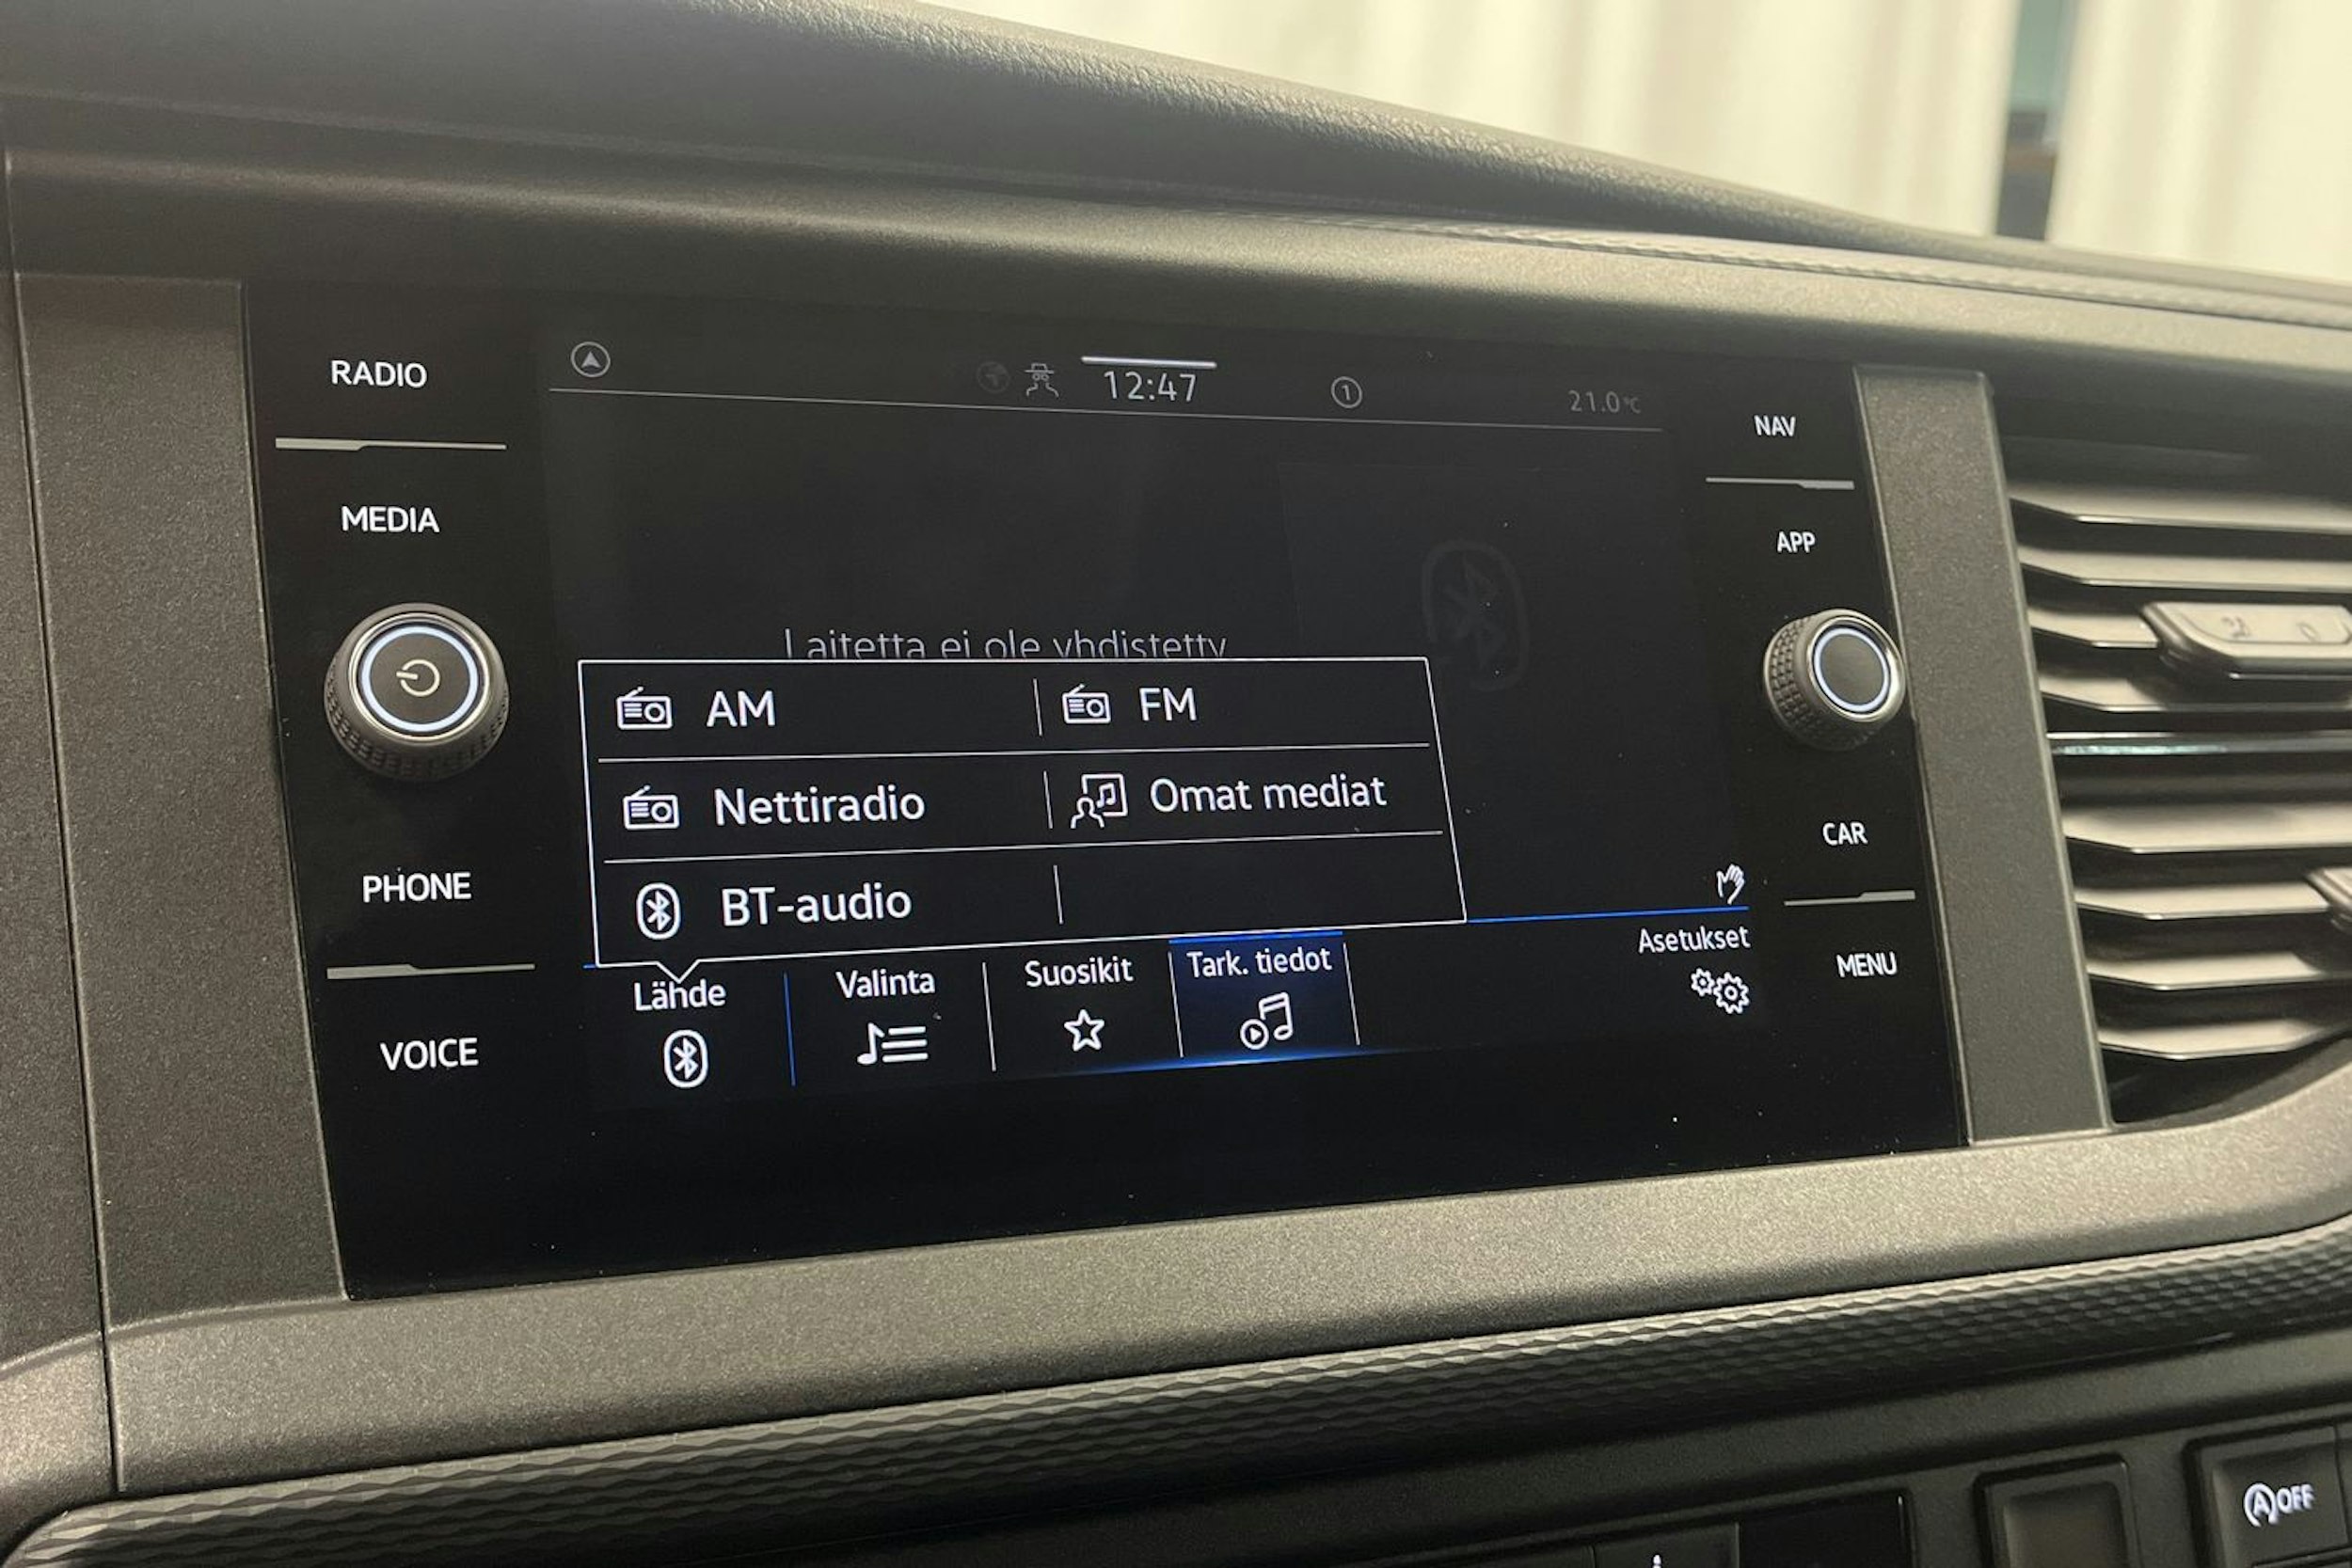 RADIO
MEDIA
PHONE
VOICE
12:47
1
21.0°C
Laitetta ei ole yhdistetty
AM
FM
Nettiradio
Omat mediat
BT-audio
Lähde
Valinta
Suosikit
Tark. tiedot
Asetukset
NAV
APP
CAR
MENU
A OFF